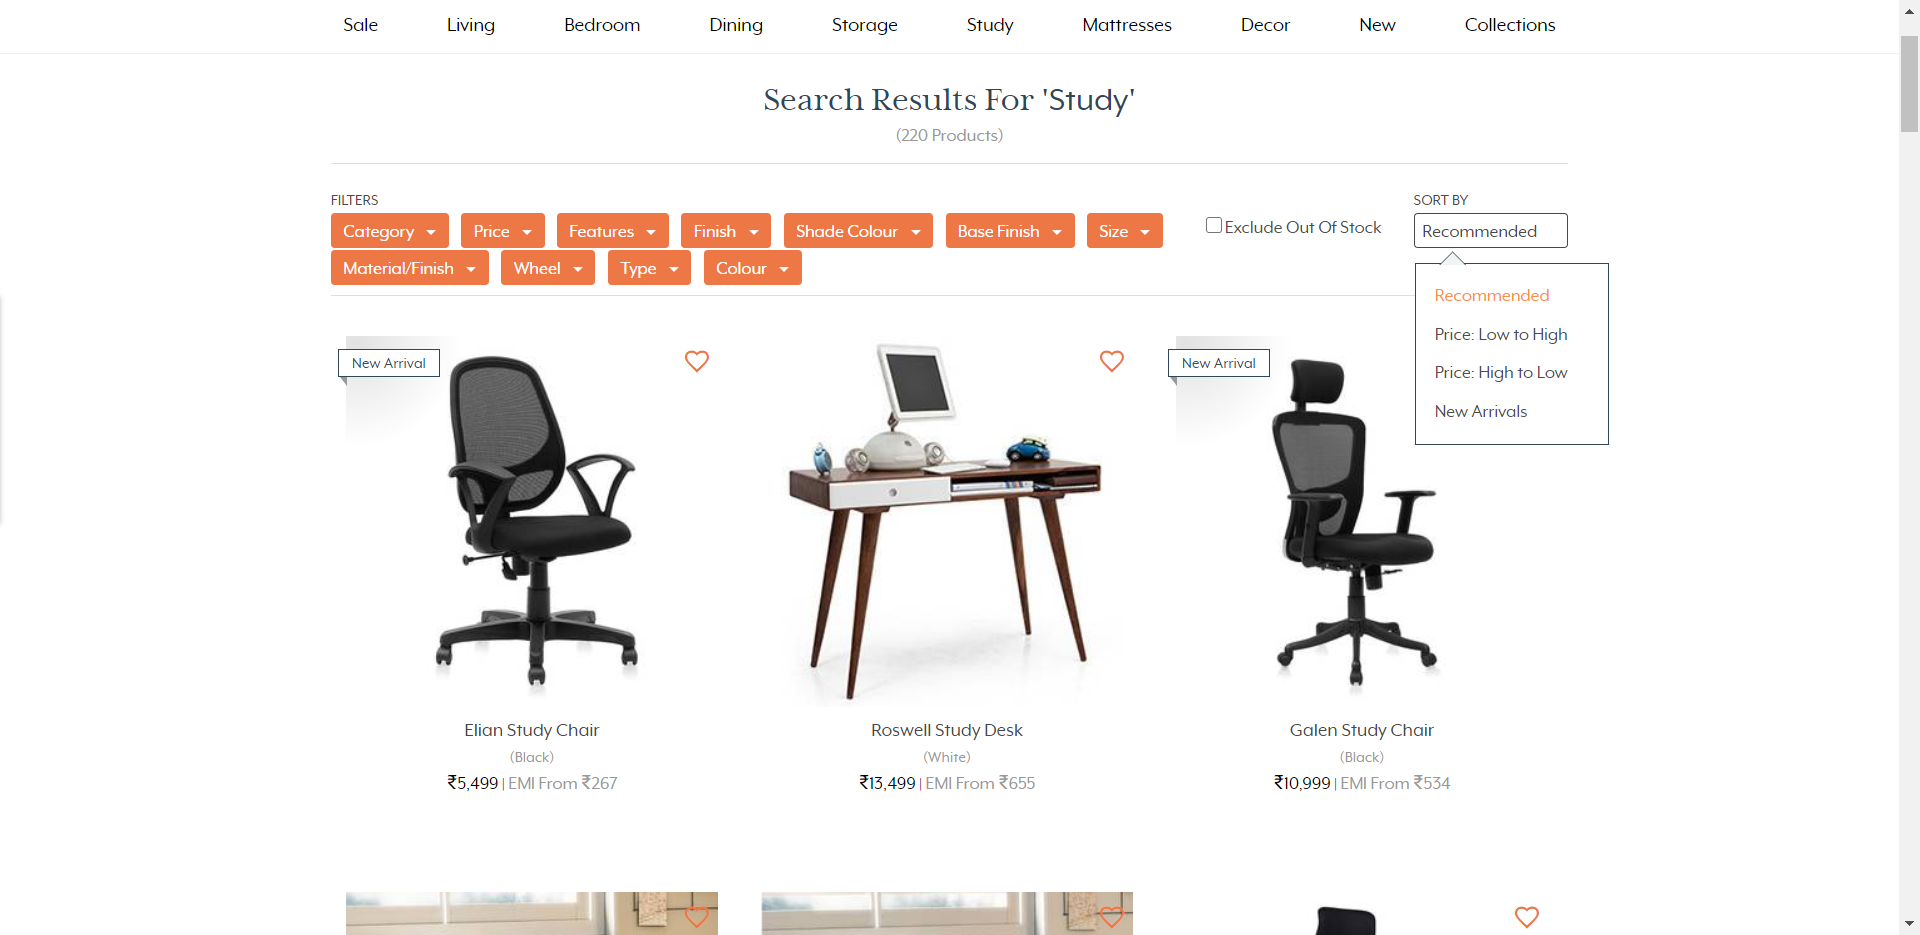 Sale Living Bedroom Dining Storage Study Mattresses Decor New Collections
Search Results For 'Study'
(220 Products)
FILTERS
Category Price Features Finish Shade Colour Base Finish Size
Material/Finish Wheel Type Colour
Exclude Out Of Stock
SORT BY
Recommended
Recommended
Price: Low to High
Price: High to Low
New Arrivals
New Arrival
New Arrival
Elian Study Chair
(Black)
₹5,499 | EMI From ₹267
Roswell Study Desk
(White)
₹13,499 | EMI From ₹655
Galen Study Chair
(Black)
₹10,999 | EMI From ₹534